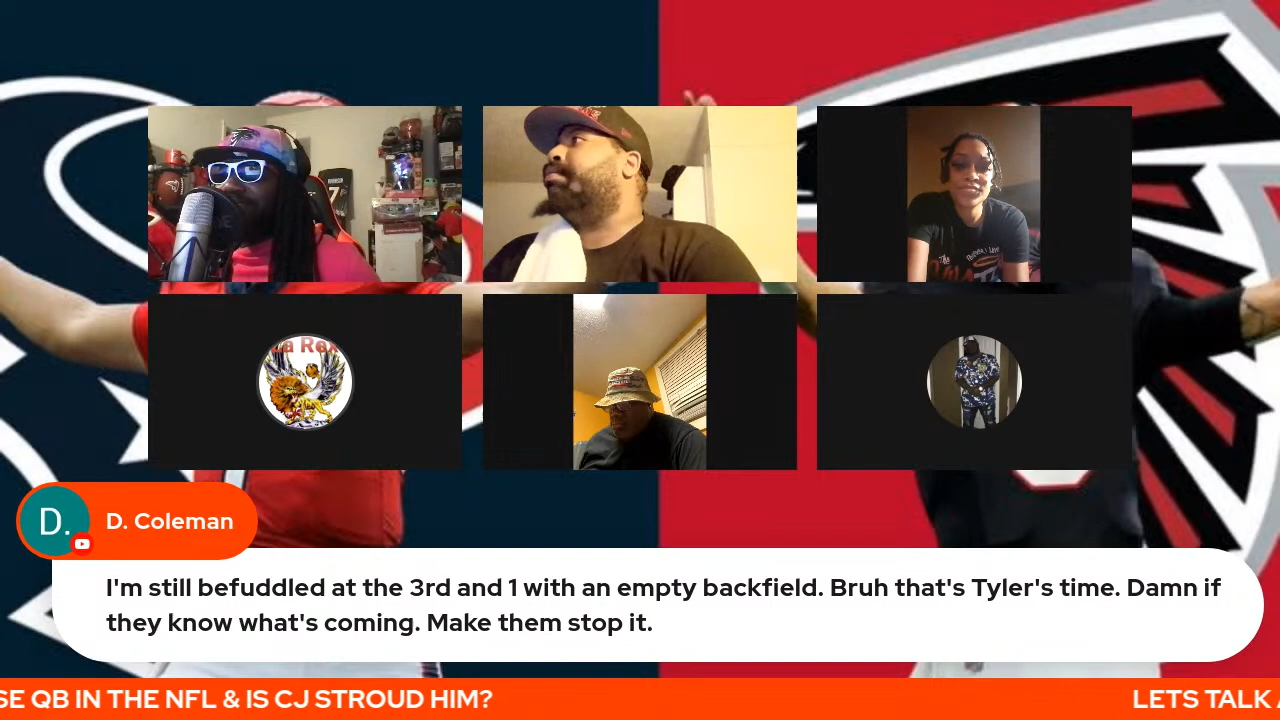 a Rex
D.
D. Coleman
I'm still befuddled at the 3rd and 1 with an empty backfield. Bruh that's Tyler's time. Damn if
they know what's coming. Make them stop it.
SE QB IN THE NFL & IS CJ STROUD HIM?
LETS TALK